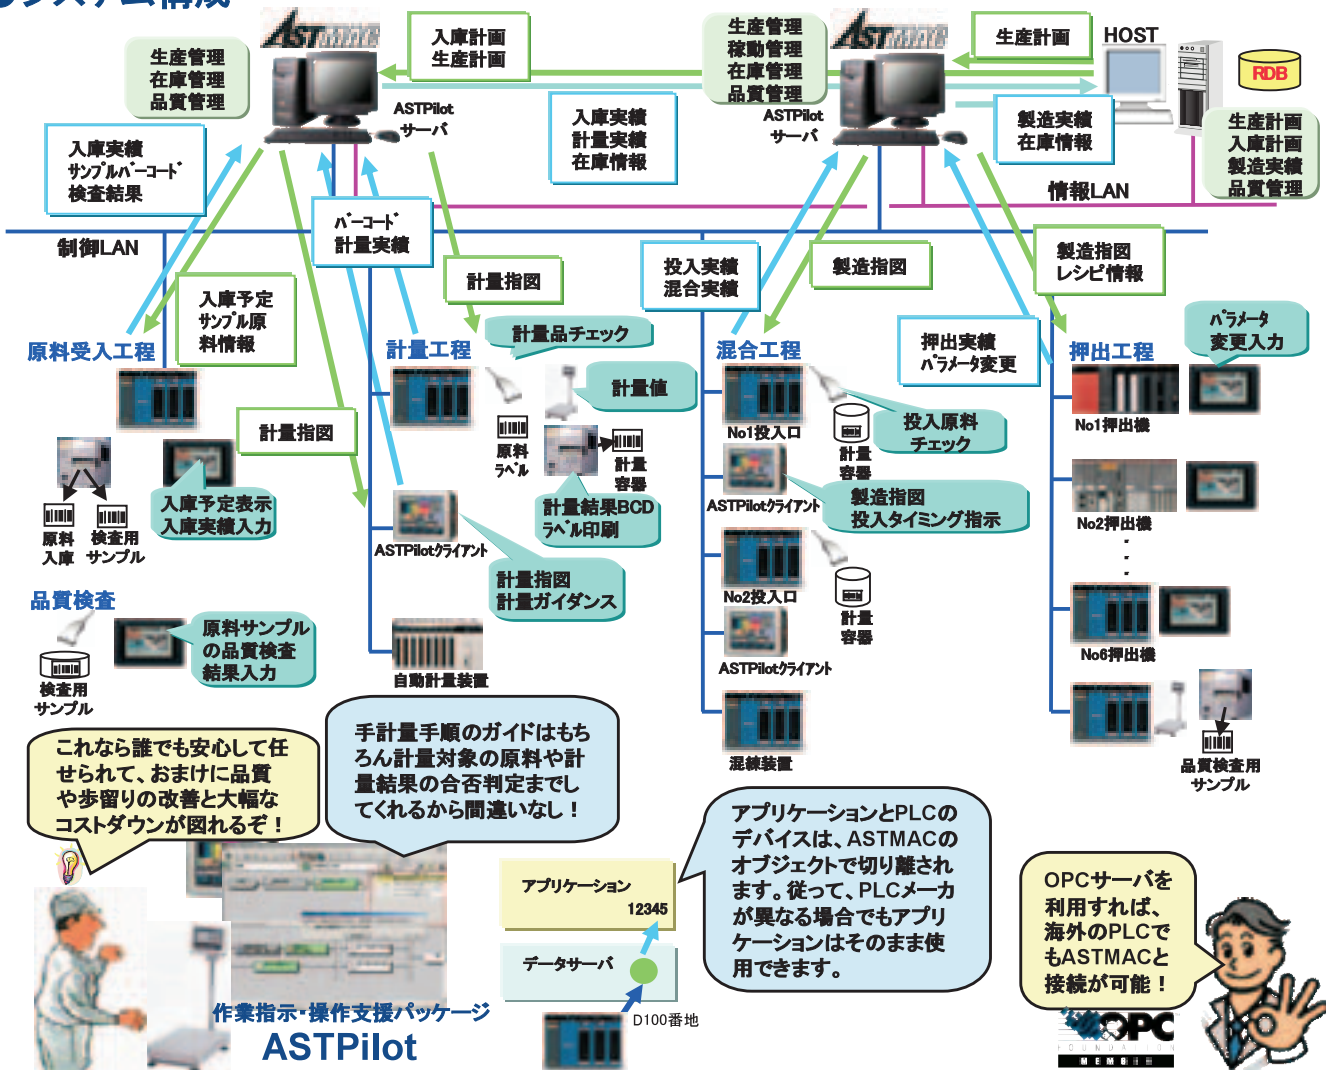 ●システム構成
ASTMAC
生産管理
在庫管理
品質管理
ASTPilot
サーバ
入庫計画
生産計画
入庫実績
計量実績
在庫情報
生産管理
稼動管理
在庫管理
品質管理
ASTMAC
ASTPilot
サーバ
生産計画
HOST
RDB
製造実績
在庫情報
生産計画
入庫計画
製造実績
品質管理
情報LAN
入庫実績
サンプルバーコード
検査結果
制御LAN
バーコード
計量実績
計量指図
投入実績
混合実績
製造指図
製造指図
レシピ情報
入庫予定
サンプル原
料情報
原料受入工程
計量指図
原料
入庫
検査用
サンプル
入庫予定表示
入庫実績入力
品質検査
検査用
サンプル
原料サンプル
の品質検査
結果入力
計量工程
計量品チェック
計量値
原料
ラベル
計量
容器
計量結果BCD
ラベル印刷
ASTPilotクライアント
計量指図
計量ガイダンス
自動計量装置
混合工程
No1投入口
計量
容器
投入原料
チェック
ASTPilotクライアント
製造指図
投入タイミング指示
No2投入口
計量
容器
ASTPilotクライアント
混練装置
押出実績
パラメータ変更
押出工程
パラメータ
変更入力
No1押出機
No2押出機
・
・
・
No6押出機
品質検査用
サンプル
これなら誰でも安心して任
せられて、おまけに品質
や歩留りの改善と大幅な
コストダウンが図れるぞ！
手計量手順のガイドはもち
ろん計量対象の原料や計
量結果の合否判定までし
てくれるから間違いなし！
作業指示・操作支援パッケージ
ASTPilot
アプリケーション
12345
データサーバ
D100番地
アプリケーションとPLCの
デバイスは、ASTMACの
オブジェクトで切り離され
ます。従って、PLCメーカ
が異なる場合でもアプリ
ケーションはそのまま使
用できます。
OPCサーバを
利用すれば、
海外のPLCで
もASTMACと
接続が可能！
OPC
FOUNDATION
MEMBER